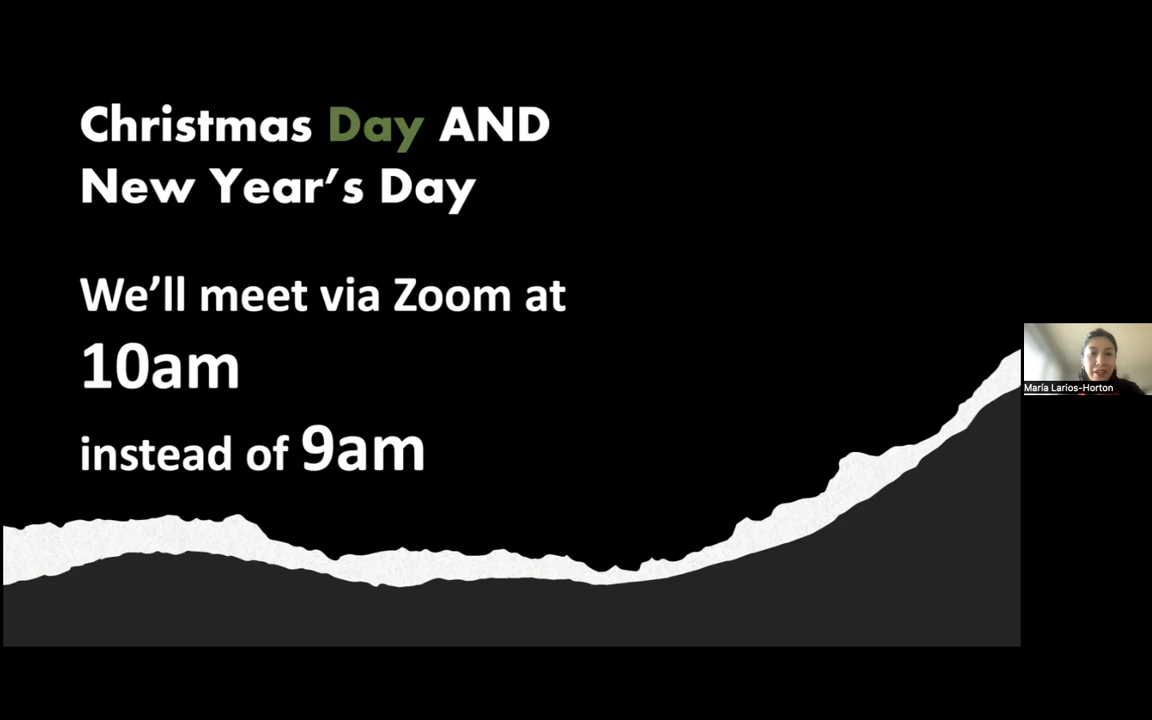 Christmas Day AND
New Year’s Day
We’ll meet via Zoom at
10am
instead of 9am
María Larios-Horton